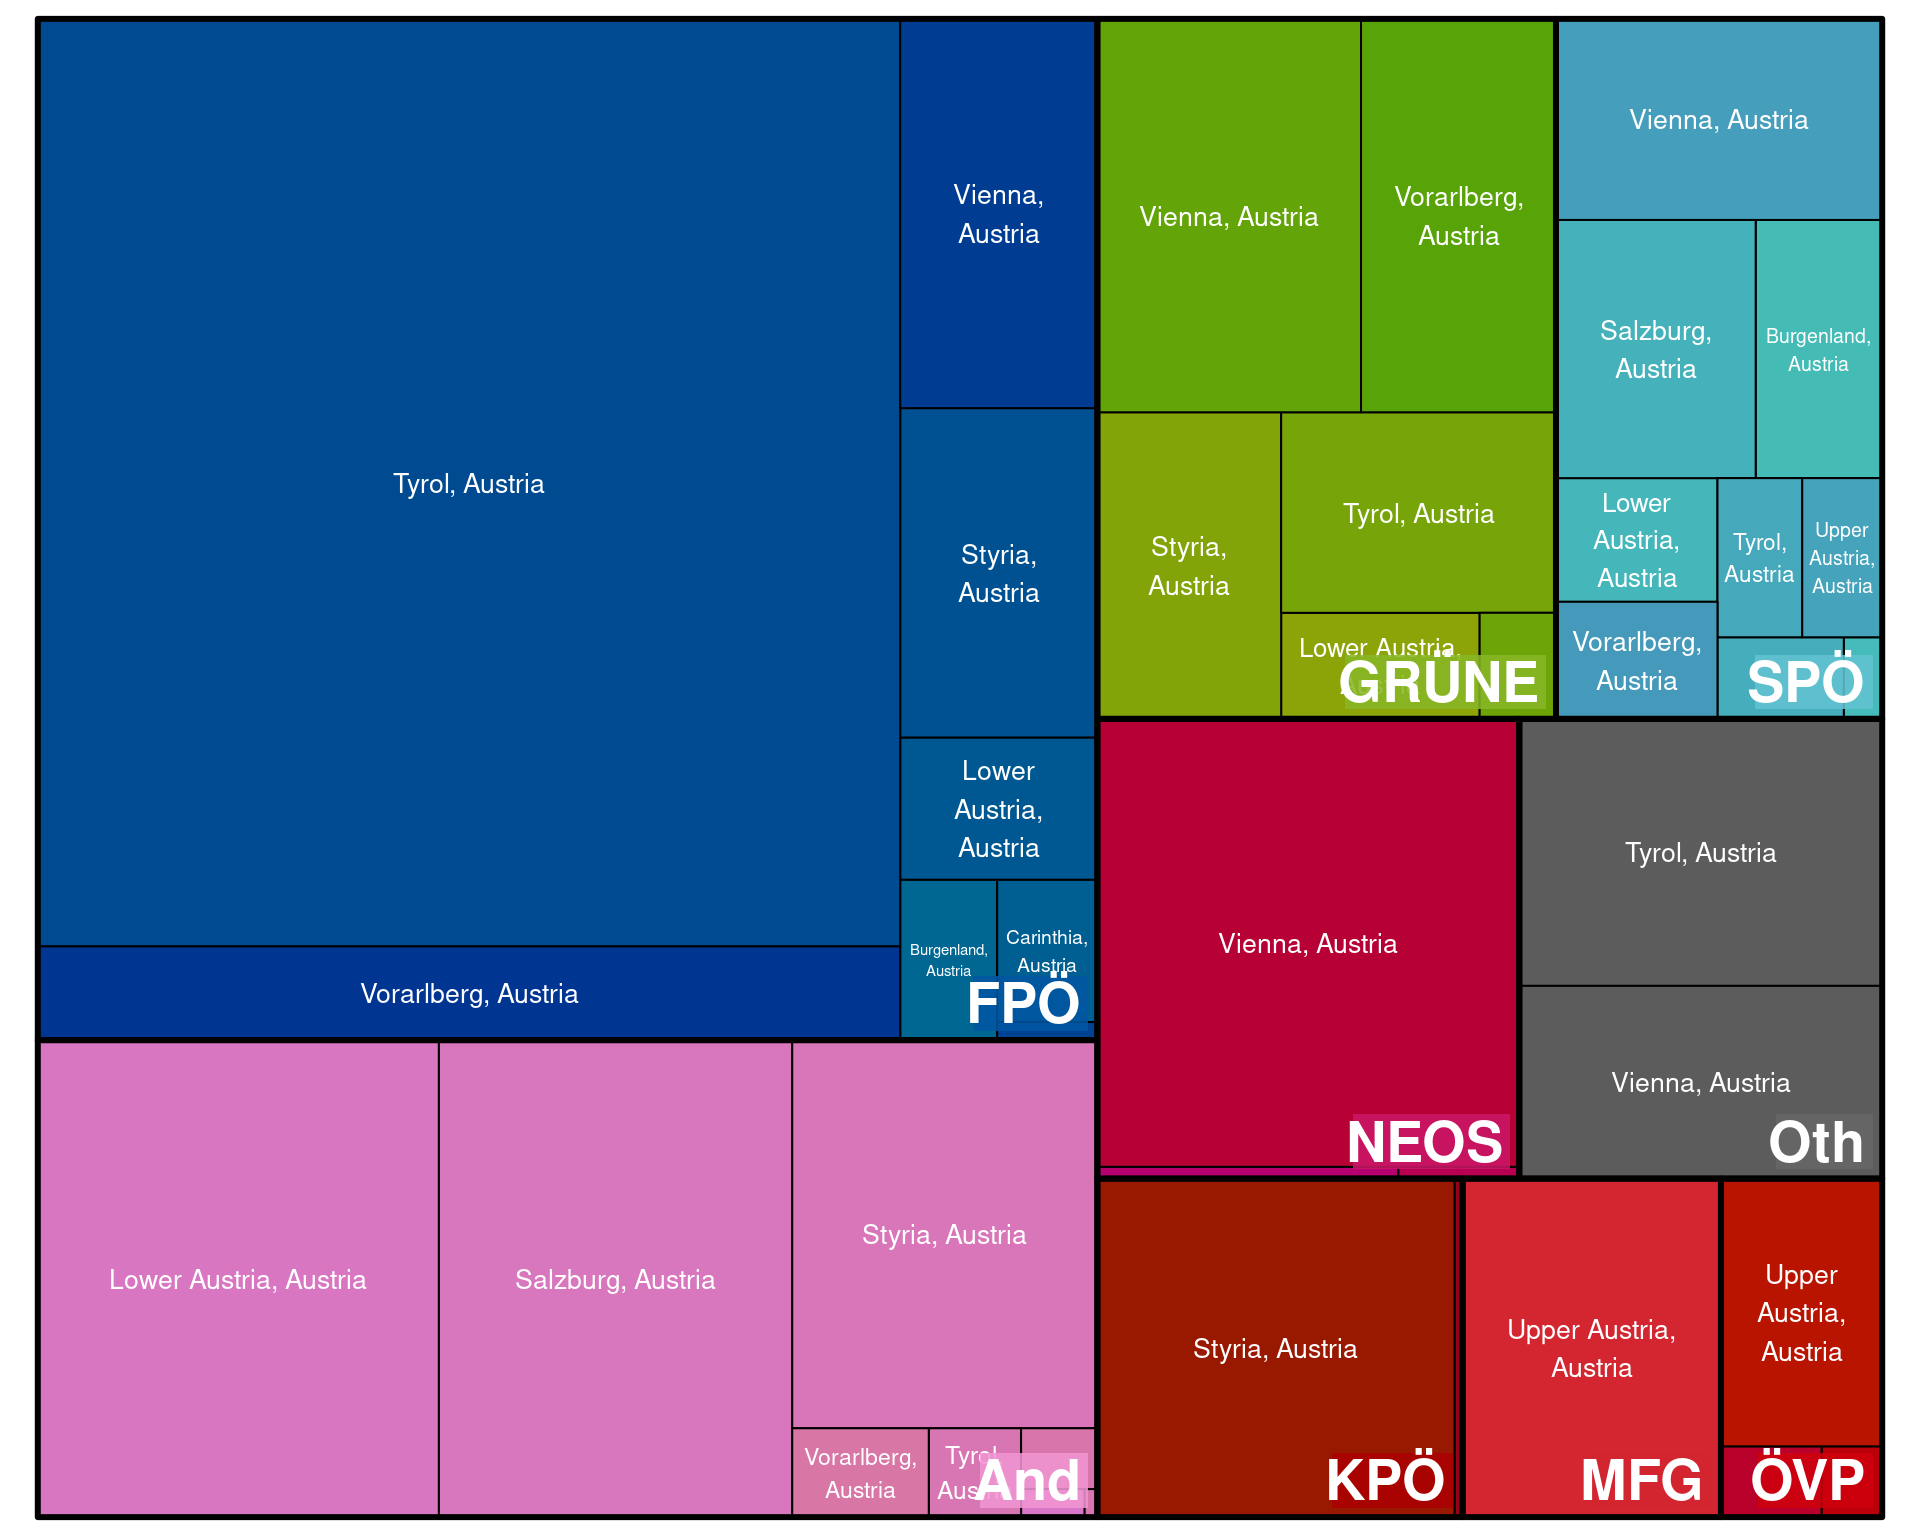 Tyrol, Austria
Vorarlberg, Austria
Vienna,
Austria
Styria,
Austria
Lower
Austria,
Austria
Burgenland,
Austria
Carinthia,
Austria
FPÖ
Lower Austria, Austria
Salzburg, Austria
Styria, Austria
Vorarlberg,
Austria
And
Vienna, Austria
Vorarlberg,
Austria
Styria,
Austria
Tyrol, Austria
Lower Austria,
GRÜNE
Vienna, Austria
Salzburg,
Austria
Burgenland,
Austria
Lower
Austria,
Austria
Tyrol,
Austria
Upper
Austria,
Austria
Vorarlberg,
Austria
SPÖ
Vienna, Austria
NEOS
Tyrol, Austria
Vienna, Austria
Oth
Styria, Austria
KPÖ
Upper Austria,
Austria
MFG
Upper
Austria,
Austria
ÖVP